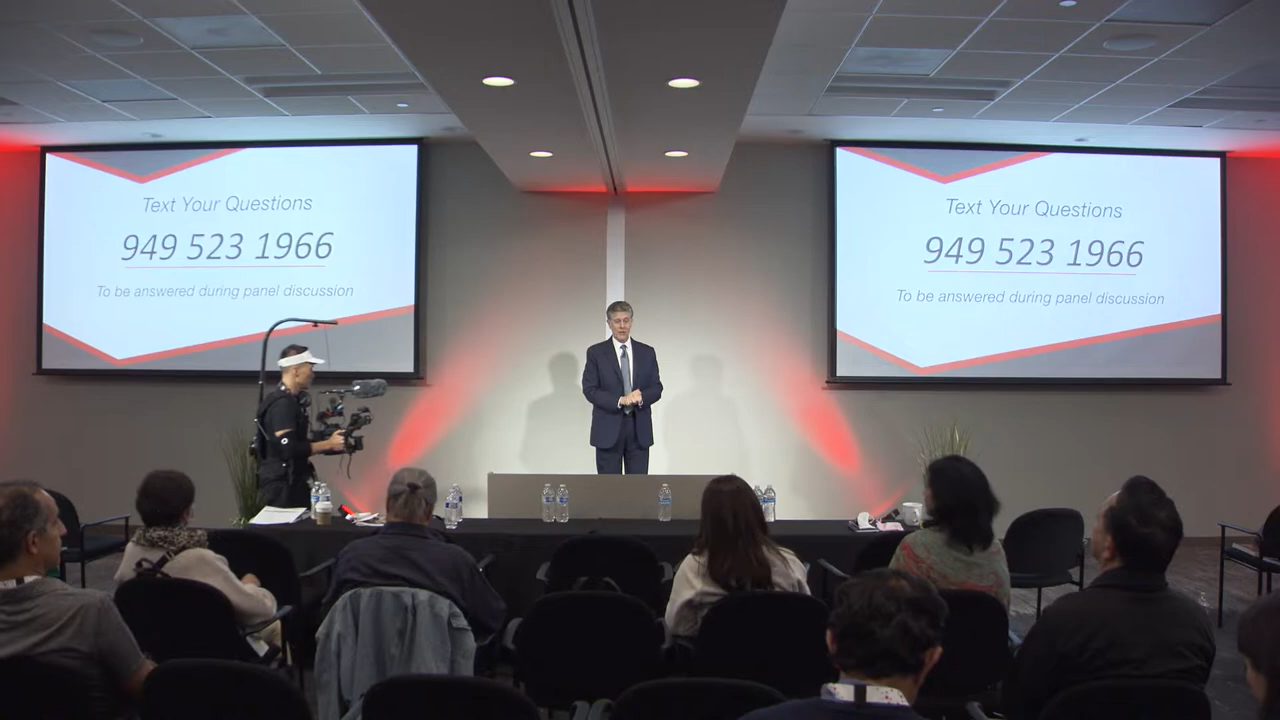 Text Your Questions
949 523 1966
To be answered during panel discussion
Text Your Questions
949 523 1966
To be answered during panel discussion